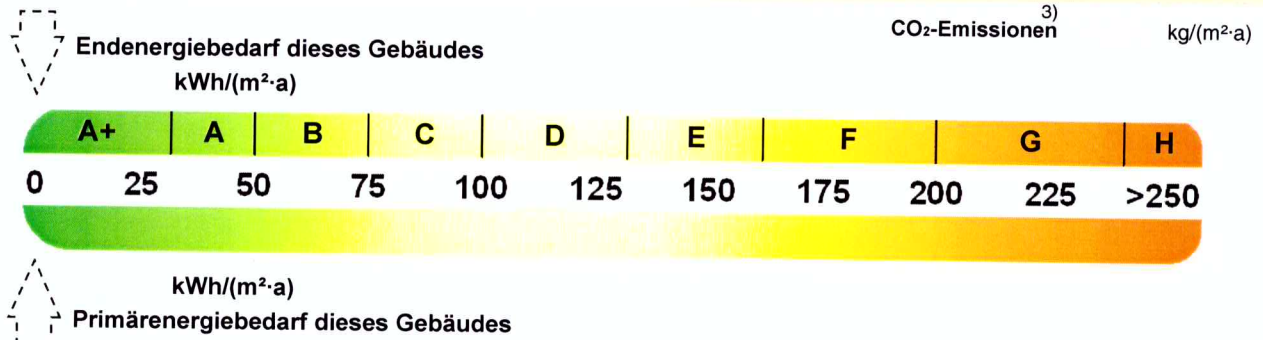 CO₂-Emissionen 3) kg/(m²·a)
Endenergiebedarf dieses Gebäudes
kWh/(m²·a)
A+ A B C D E F G H
0 25 50 75 100 125 150 175 200 225 >250
kWh/(m²·a)
Primärenergiebedarf dieses Gebäudes